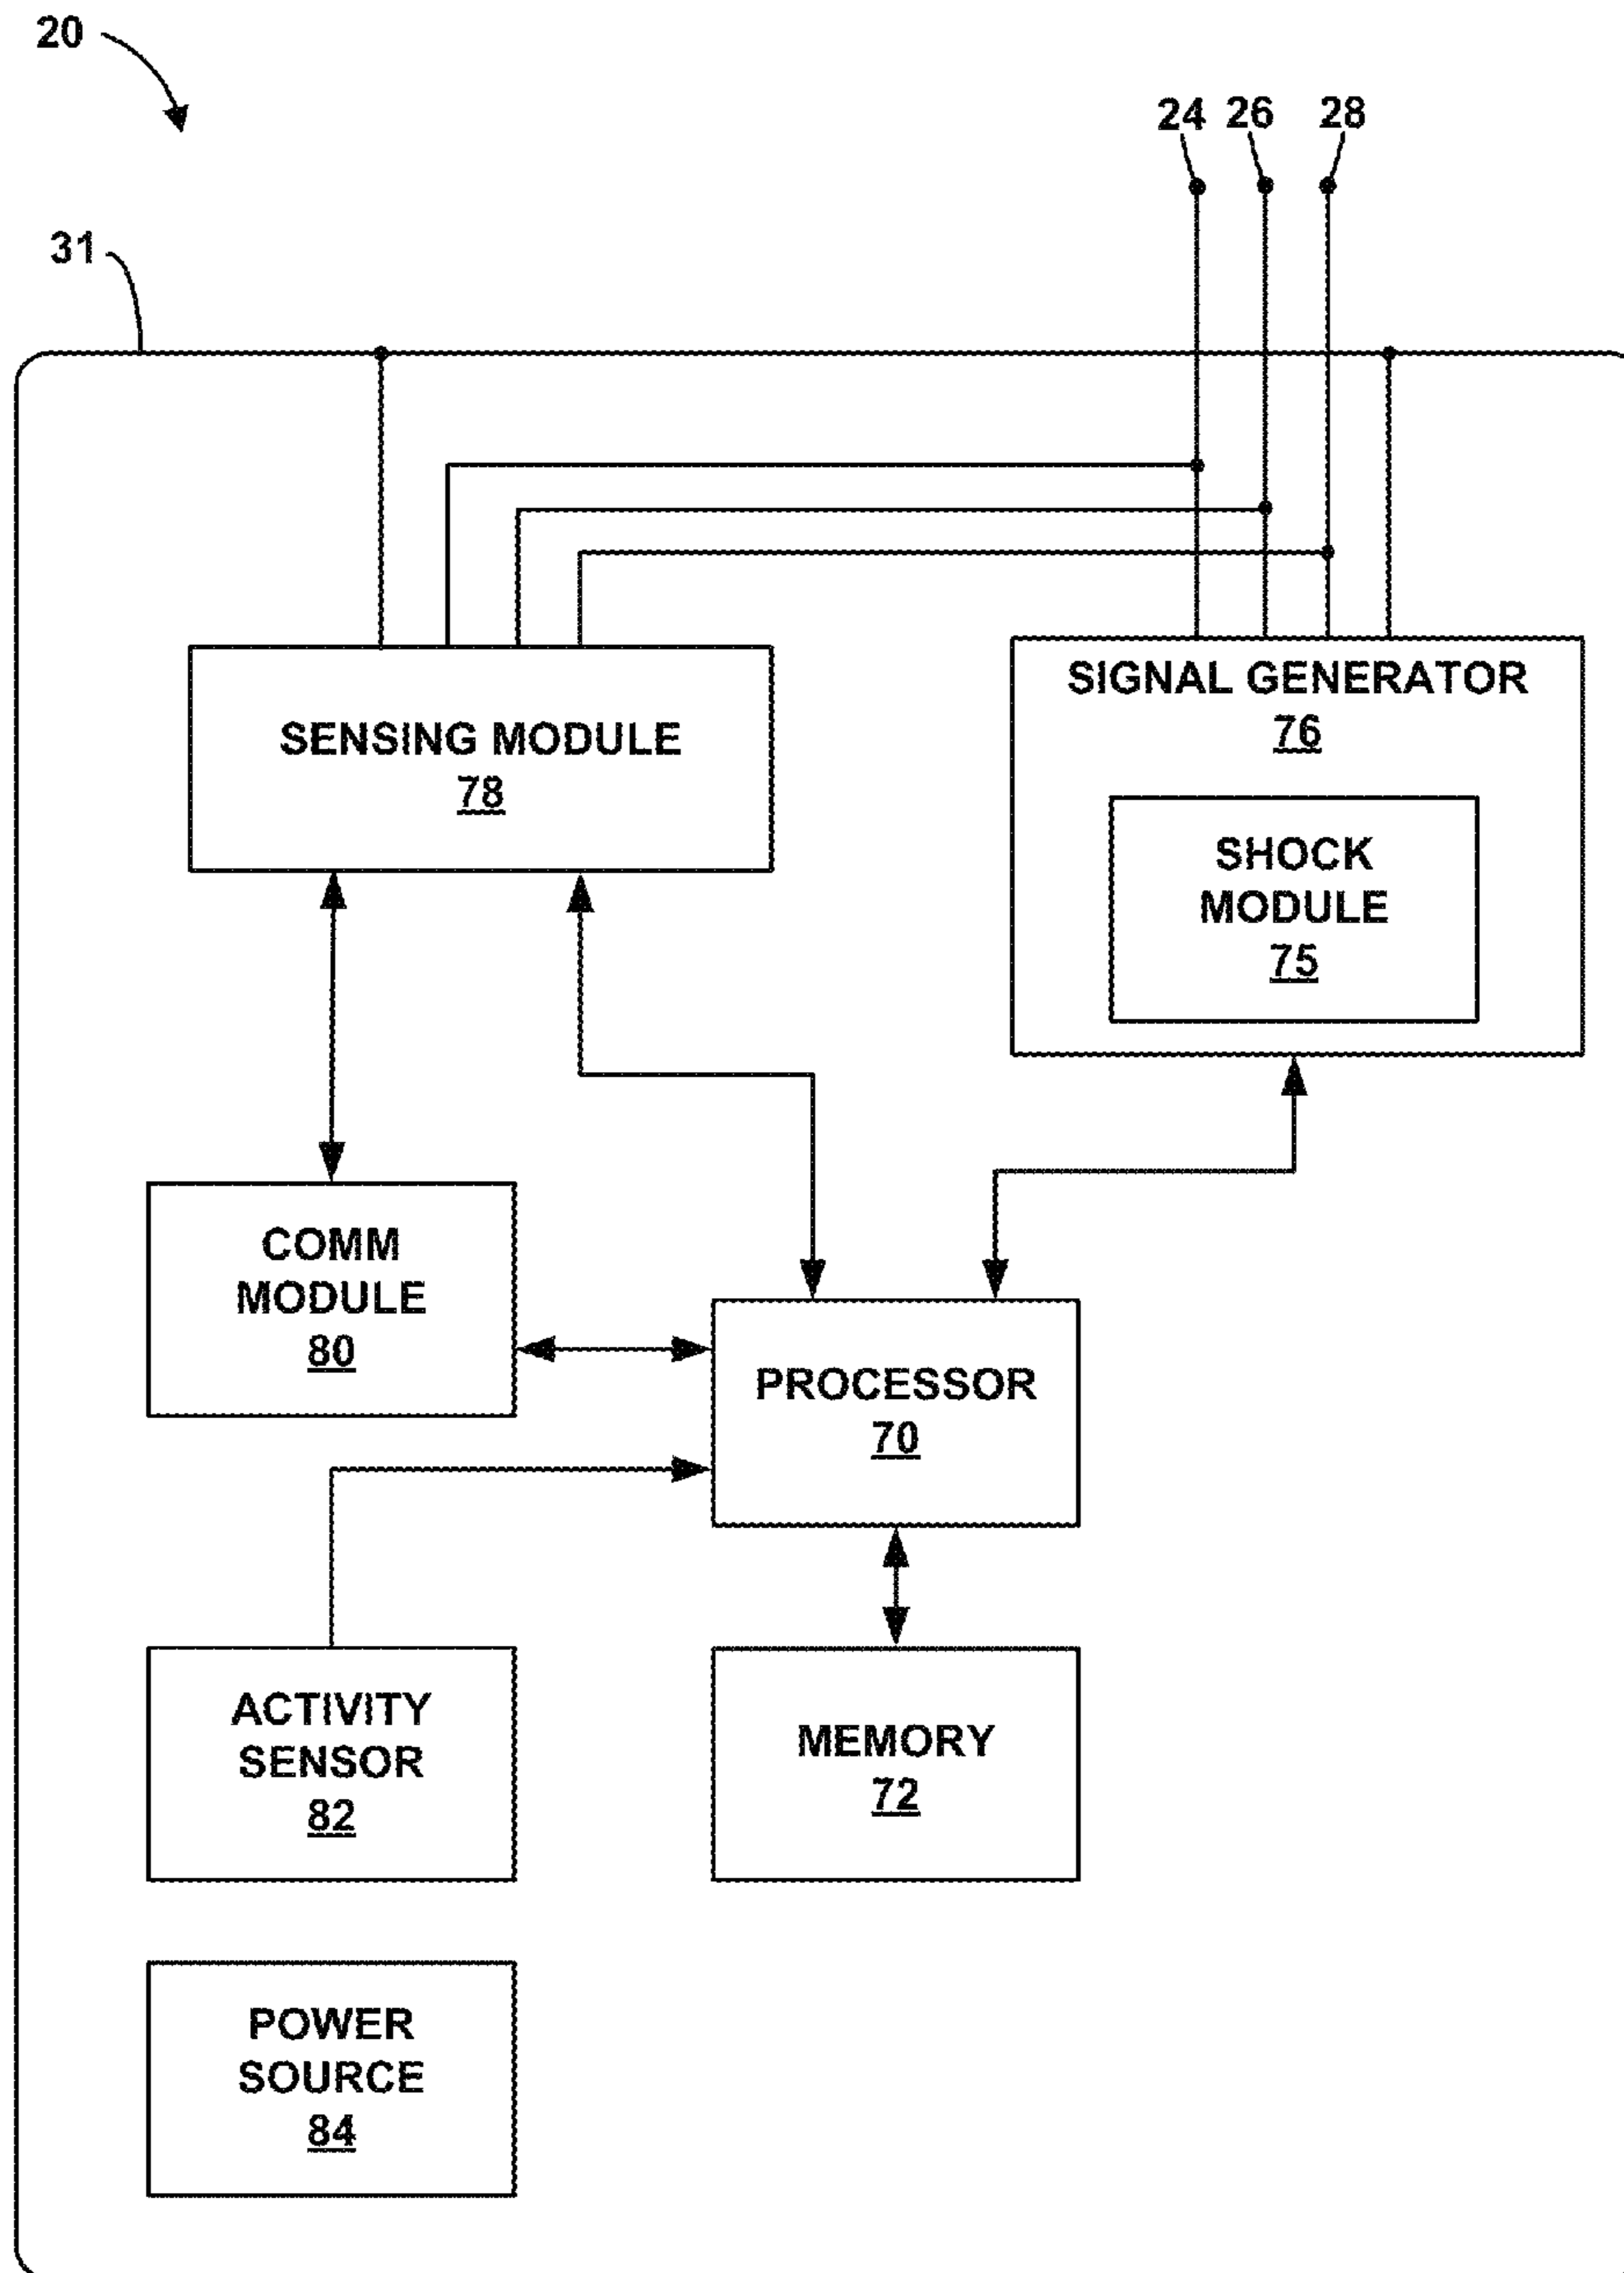 20
24 26 28
31
SENSING MODULE
78
SIGNAL GENERATOR
76
SHOCK
MODULE
75
COMM
MODULE
80
PROCESSOR
70
ACTIVITY
SENSOR
82
MEMORY
72
POWER
SOURCE
84